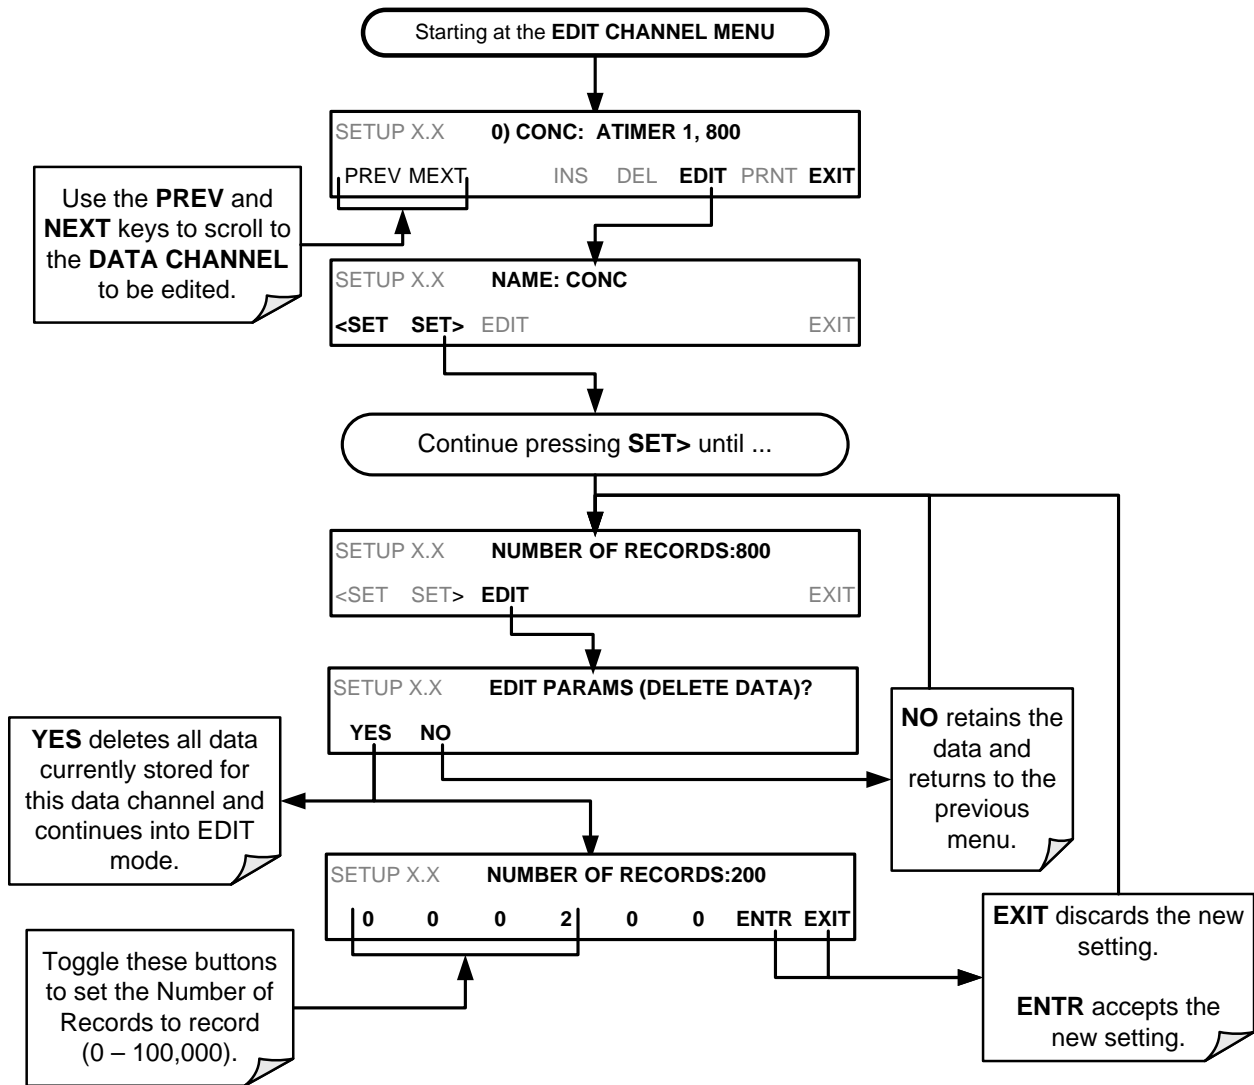 Starting at the EDIT CHANNEL MENU
SETUP X.X 0) CONC: ATIMER 1, 800
PREV MEXT INS DEL EDIT PRNT EXIT
Use the PREV and
NEXT keys to scroll to
the DATA CHANNEL
to be edited.
SETUP X.X NAME: CONC
<SET SET> EDIT EXIT
Continue pressing SET> until ...
SETUP X.X NUMBER OF RECORDS:800
<SET SET> EDIT EXIT
SETUP X.X EDIT PARAMS (DELETE DATA)?
YES NO
NO retains the
data and
returns to the
previous
menu.
YES deletes all data
currently stored for
this data channel and
continues into EDIT
mode.
SETUP X.X NUMBER OF RECORDS:200
0 0 0 2 0 0 ENTR EXIT
EXIT discards the new
setting.
ENTR accepts the
new setting.
Toggle these buttons
to set the Number of
Records to record
(0 – 100,000).